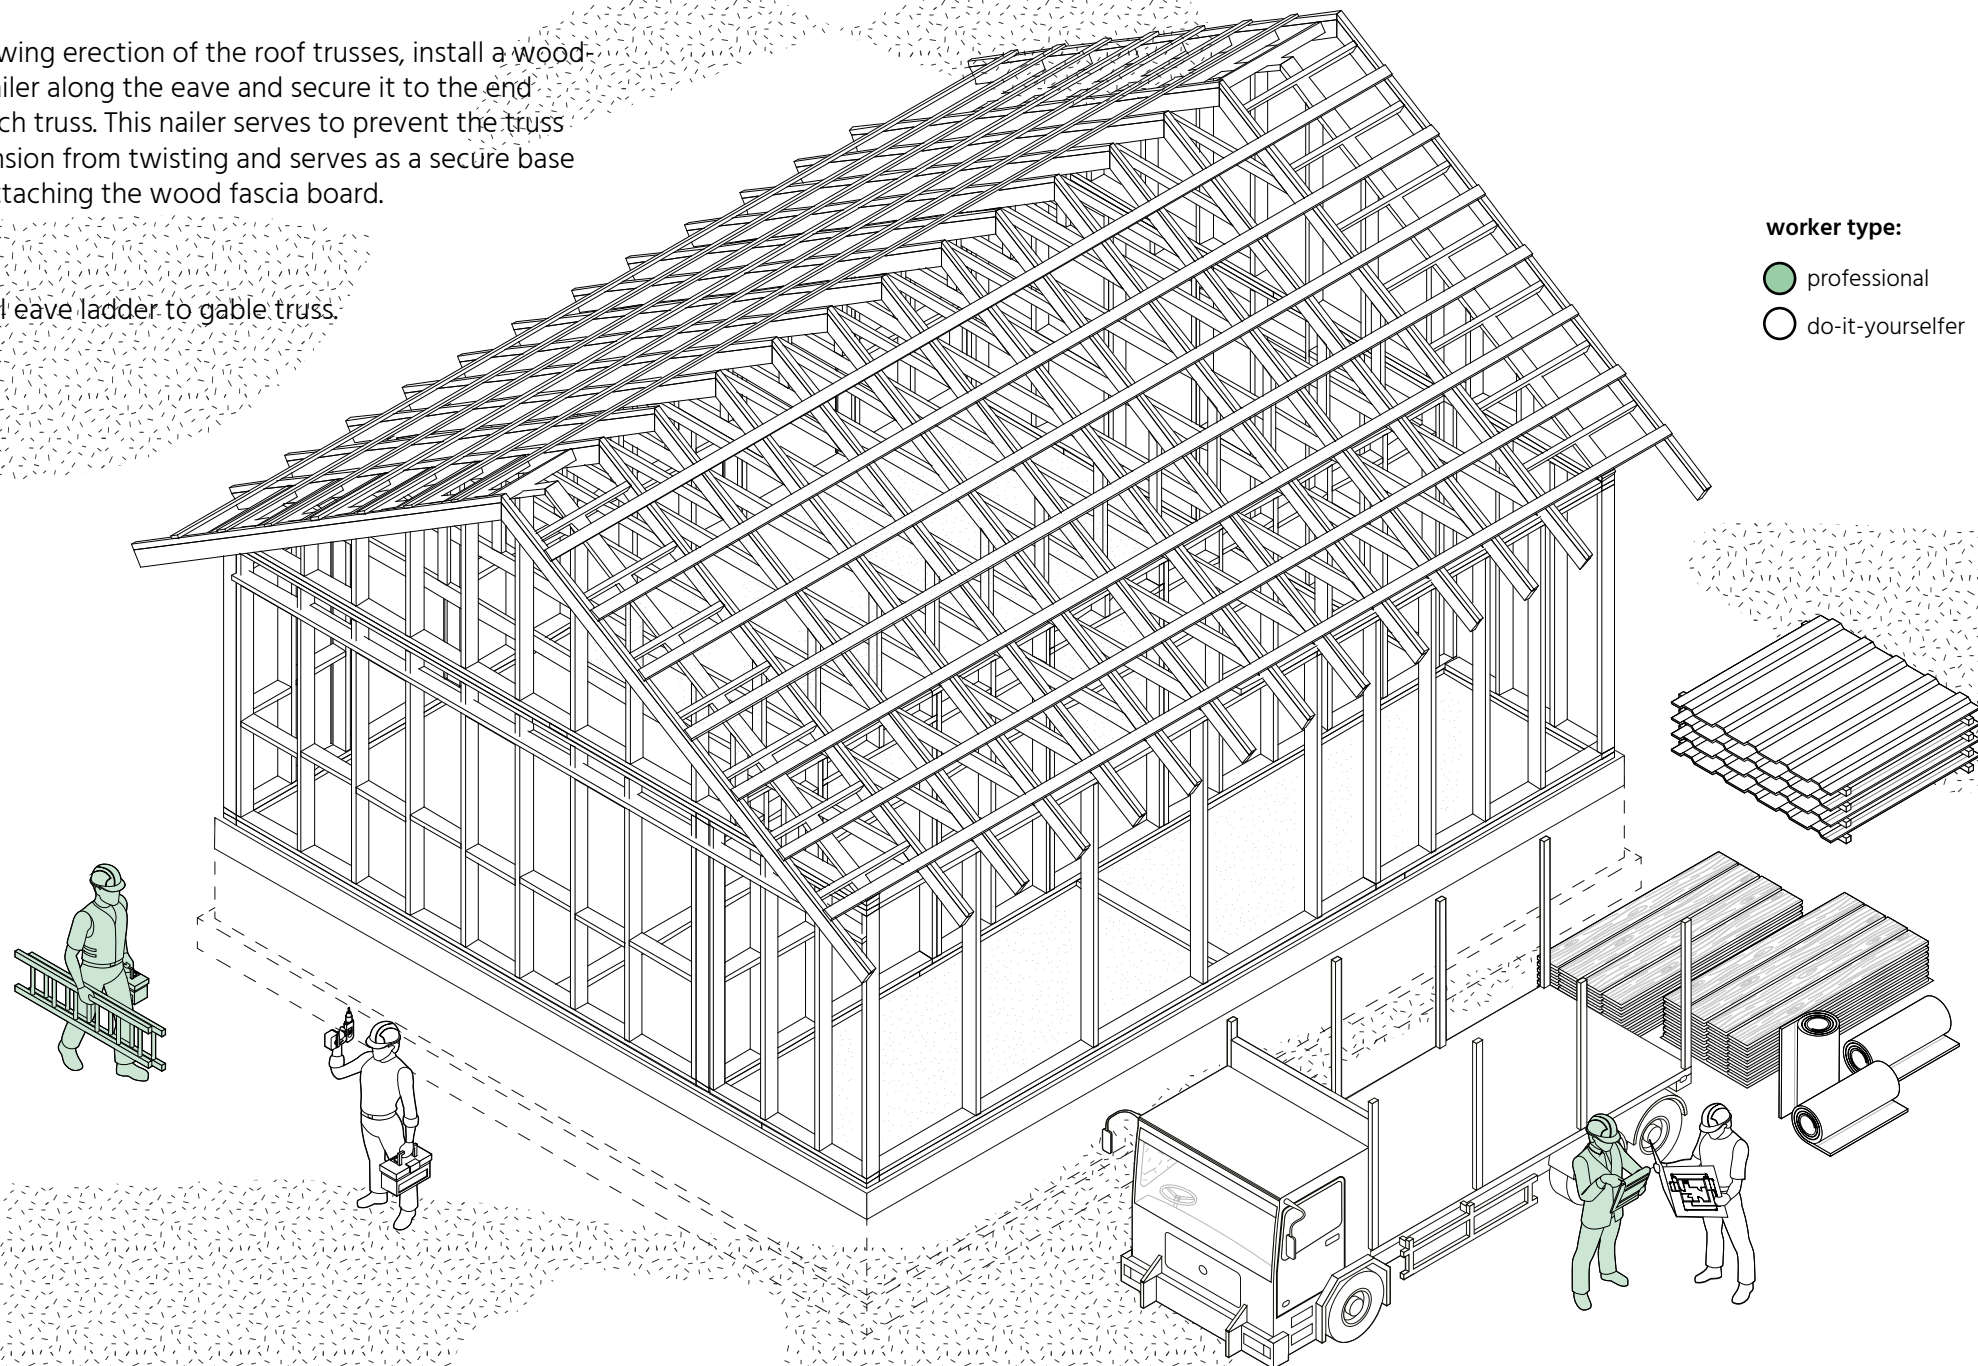 wing erection of the roof trusses, install a wood-
iler along the eave and secure it to the end
ch truss. This nailer serves to prevent the truss
nsion from twisting and serves as a secure base
ttaching the wood fascia board.
l eave ladder to gable truss.
worker type:
professional
do-it-yourselfer